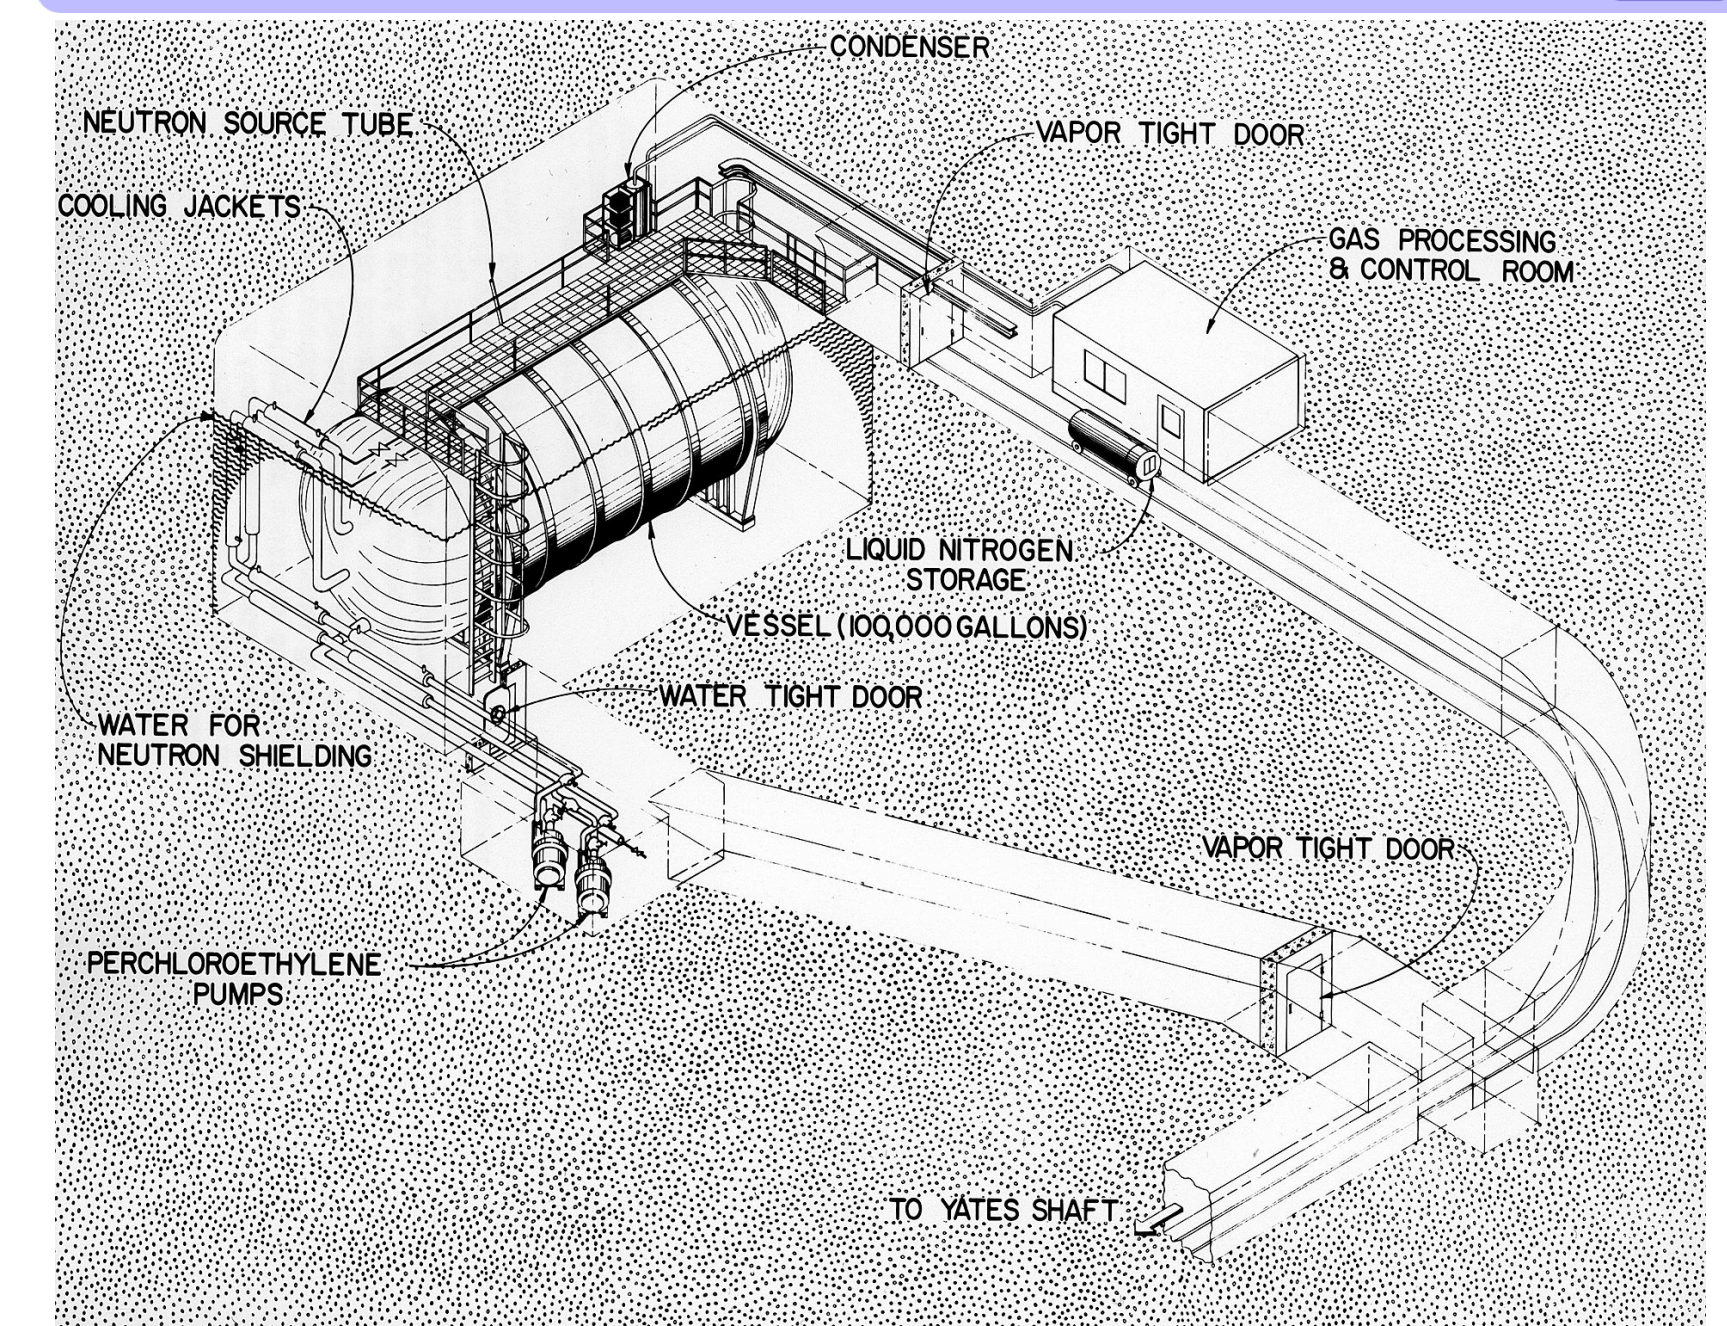 CONDENSER
NEUTRON SOURCE TUBE
VAPOR TIGHT DOOR
COOLING JACKETS
GAS PROCESSING
& CONTROL ROOM
LIQUID NITROGEN
STORAGE
VESSEL (100,000 GALLONS)
WATER TIGHT DOOR
WATER FOR
NEUTRON SHIELDING
VAPOR TIGHT DOOR
PERCHLOROETHYLENE
PUMPS
TO YATES SHAFT